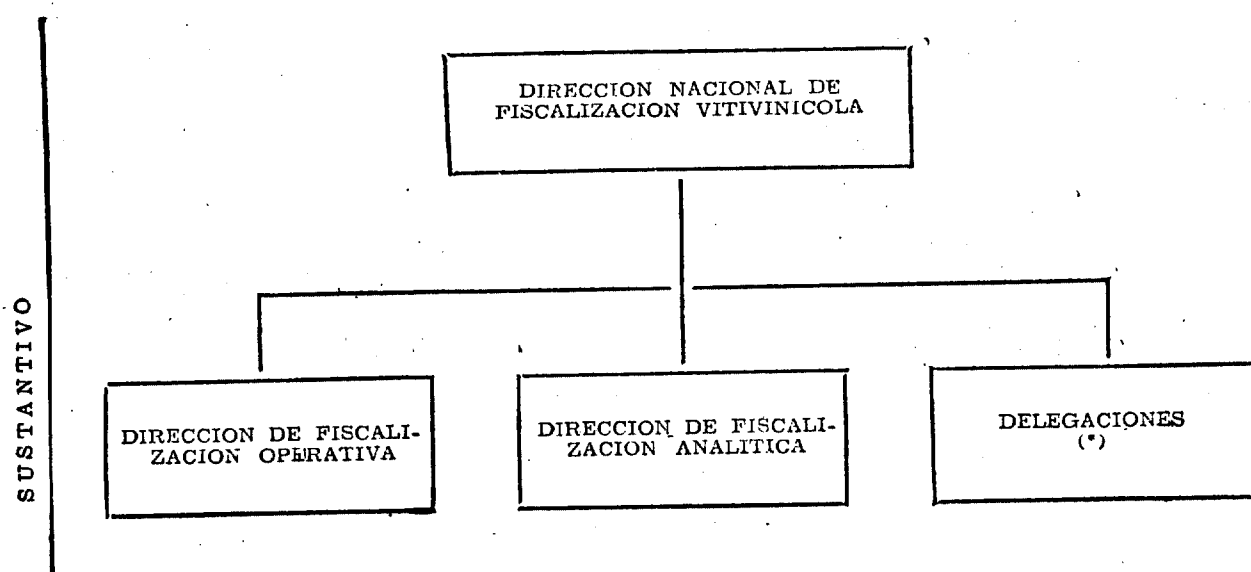 DIRECCION NACIONAL DE
FISCALIZACION VITIVINICOLA
SUSTANTIVO
DIRECCION DE FISCALI-
ZACION OPERATIVA
DIRECCION DE FISCALI-
ZACION ANALITICA
DELEGACIONES
(*)